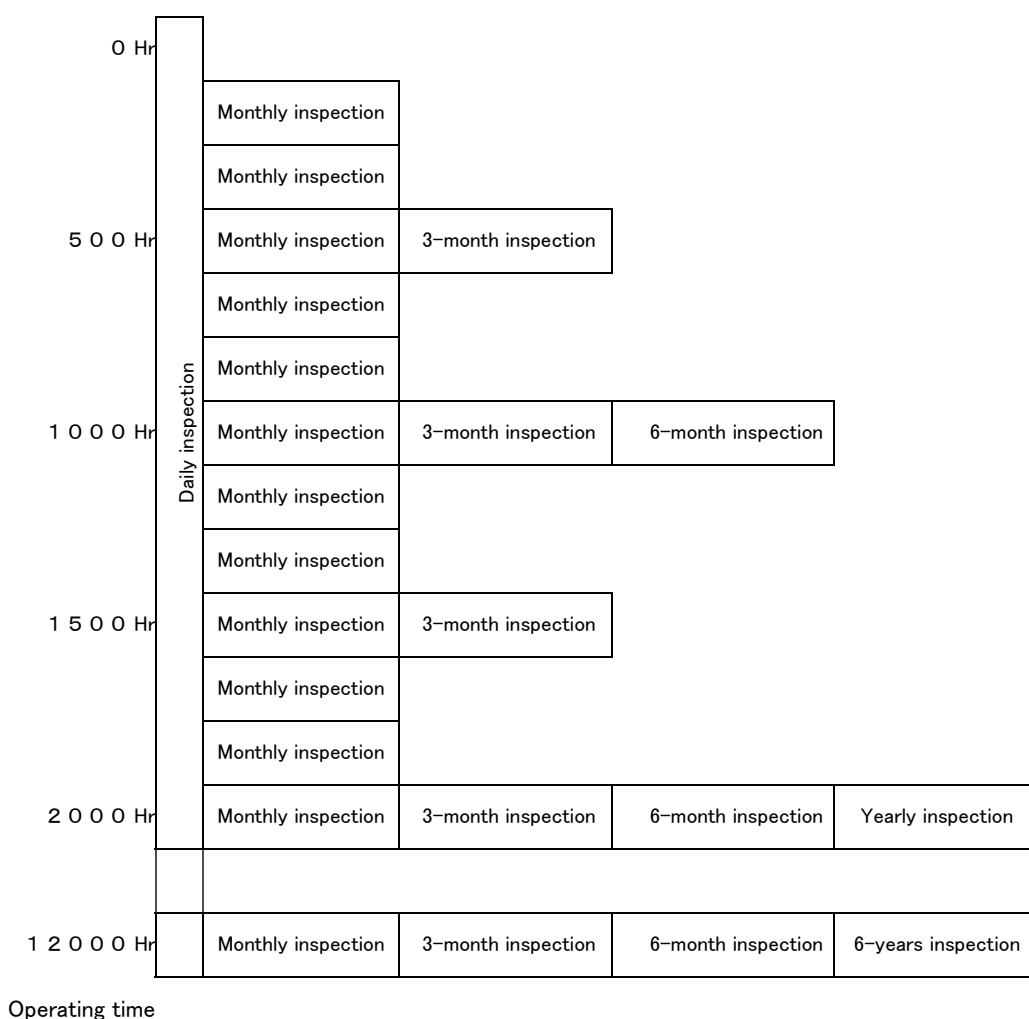 0 Hr
Monthly inspection
Monthly inspection
500 Hr Monthly inspection 3-month inspection
Monthly inspection
Monthly inspection
Daily inspection
1000 Hr Monthly inspection 3-month inspection 6-month inspection
Monthly inspection
Monthly inspection
1500 Hr Monthly inspection 3-month inspection
Monthly inspection
Monthly inspection
2000 Hr Monthly inspection 3-month inspection 6-month inspection Yearly inspection
12000 Hr Monthly inspection 3-month inspection 6-month inspection 6-years inspection
Operating time